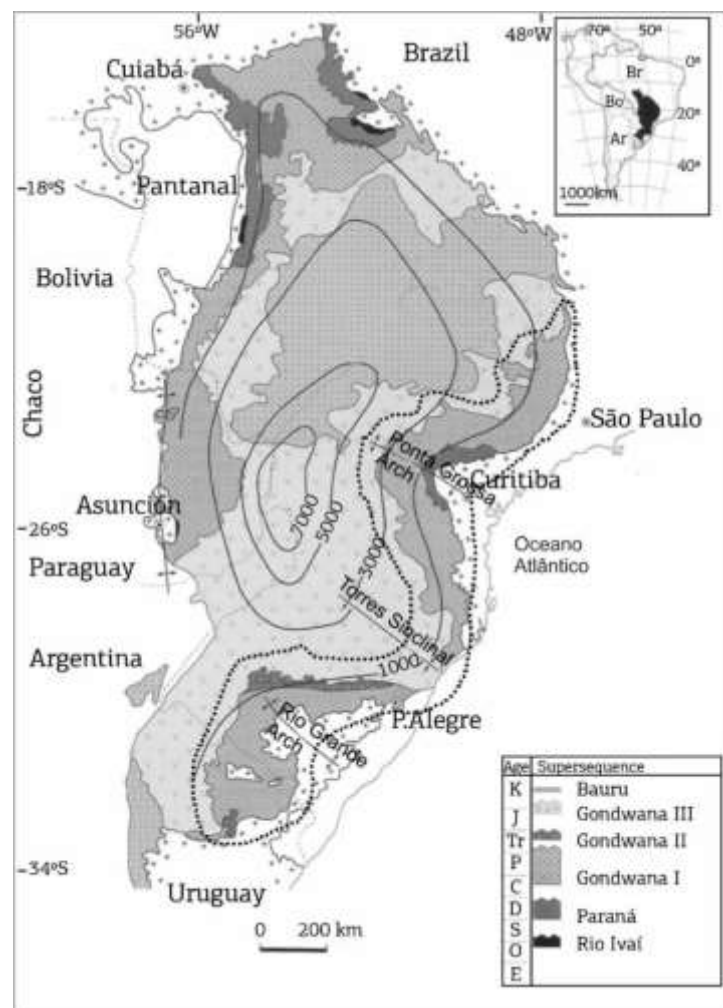 56°W
48°W
Brazil
Cuiabá
70° 50°
Br
0°
Bo
20°
Ar
40°
1000km
18°S
Pantanal
Bolivia
Chaco
São Paulo
Ponta Grossa
Arch
Curitiba
7000
5000
3000
Asunción
26°S
Oceano
Atlântico
Paraguay
Torres Sinclinal
Argentina
1000
P.Alegre
Rio Grande
Arch
34°S
Uruguay
0 200 km
Age Supersequence
K Bauru
J Gondwana III
Tr Gondwana II
P
C Gondwana I
D Paraná
S
O Rio Ivaí
E